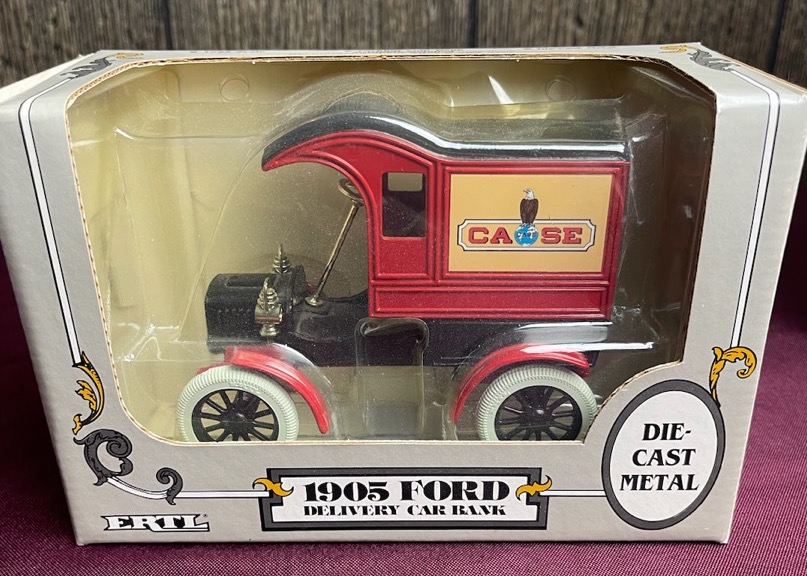 CASE
DIE-
CAST
METAL
1905 FORD
DELIVERY CAR BANK
ERTL